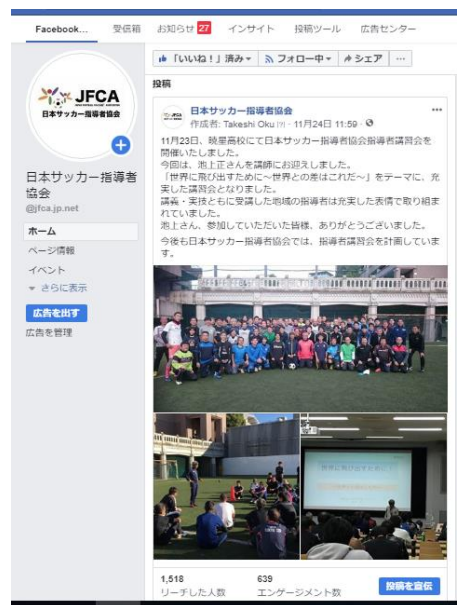 Facebook...
受信箱
お知らせ 27
インサイト
投稿ツール
広告センター
「いいね！」済み
フォロー中
シェア
...
JFCA
日本サッカー指導者協会
日本サッカー指導者
協会
@jfca.jp.net
ホーム
ページ情報
イベント
さらに表示
広告を出す
広告を管理
投稿
日本サッカー指導者協会
作成者: Takeshi Oku [?] · 11月24日 11:59 ·
11月23日、暁星高校にて日本サッカー指導者協会指導者講習会を
開催いたしました。
今回は、池上正さんを講師にお迎えしました。
「世界に飛び出すために～世界との差はこれだ～」をテーマに、充
実した講習会となりました。
講義・実技ともに受講した地域の指導者は充実した表情で取り組ま
れていました。
池上さん、参加していただいた皆様、ありがとうございました。
今後も日本サッカー指導者協会では、指導者講習会を計画していま
す。
世界に飛び出すために！
1,518
リーチした人数
639
エンゲージメント数
投稿を宣伝